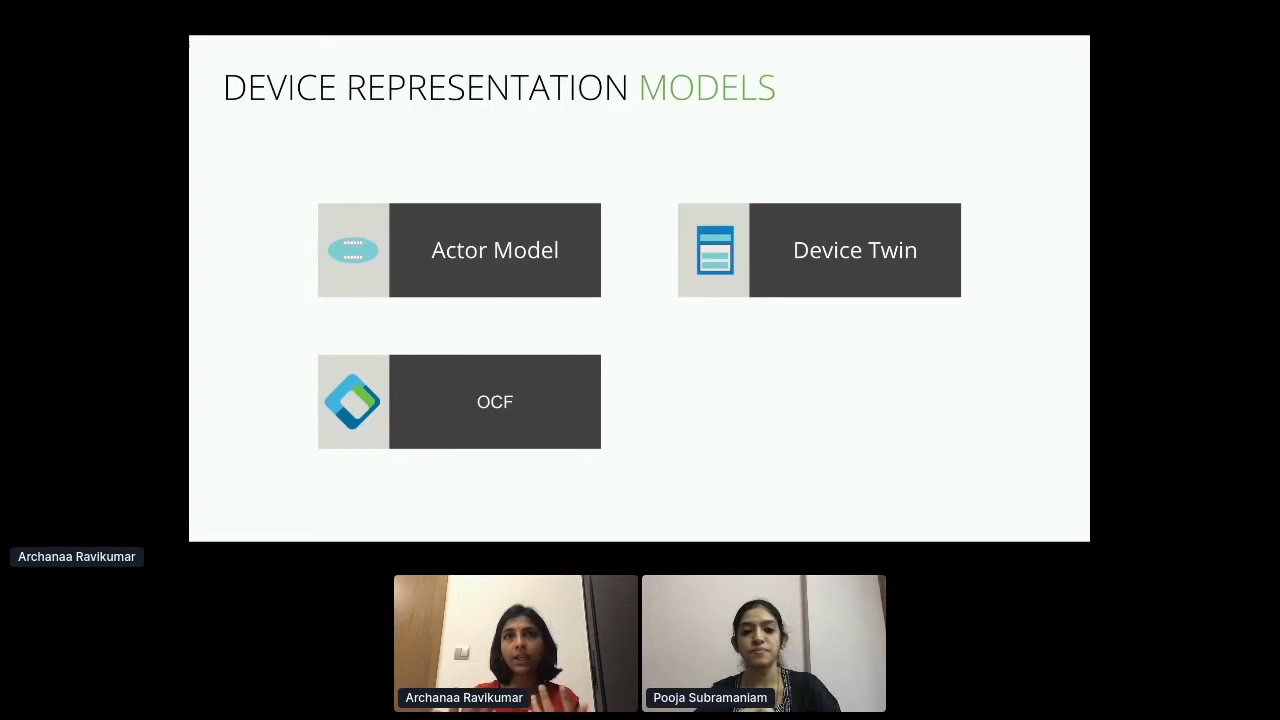 DEVICE REPRESENTATION MODELS
Actor Model
Device Twin
OCF
Archanaa Ravikumar
Archanaa Ravikumar
Pooja Subramaniam